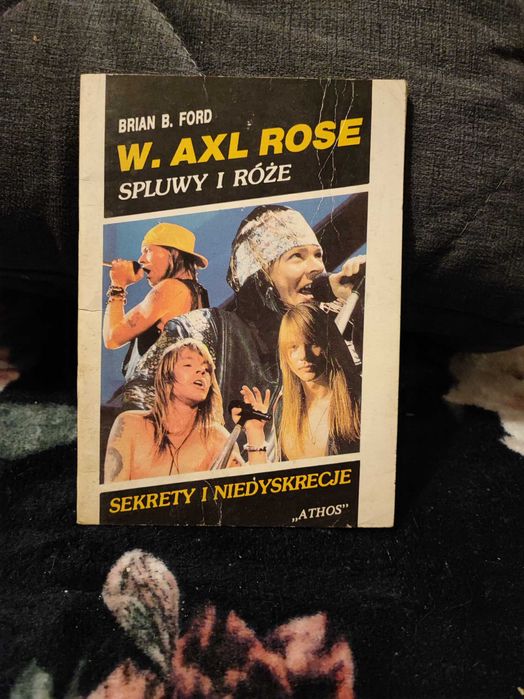 BRIAN B. FORD
W. AXL ROSE
SPLUWY I RÓŻE
SEKRETY I NIEDYSKRECJE
„ATHOS”